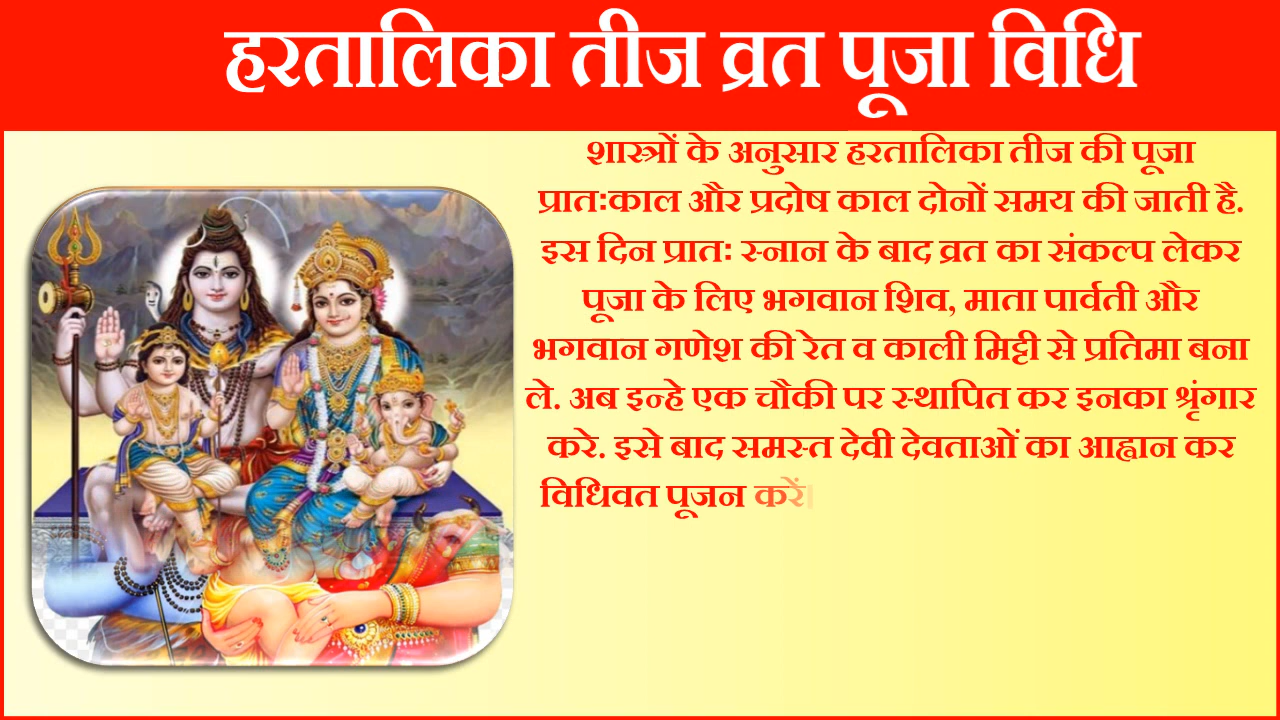 हरतालिका तीज व्रत पूजा विधि
शास्त्रों के अनुसार हरतालिका तीज की पूजा
प्रातःकाल और प्रदोष काल दोनों समय की जाती है.
इस दिन प्रातः स्नान के बाद व्रत का संकल्प लेकर
पूजा के लिए भगवान शिव, माता पार्वती और
भगवान गणेश की रेत व काली मिट्टी से प्रतिमा बना
ले. अब इन्हे एक चौकी पर स्थापित कर इनका श्रृंगार
करे. इसे बाद समस्त देवी देवताओं का आह्वान कर
विधिवत पूजन करें|